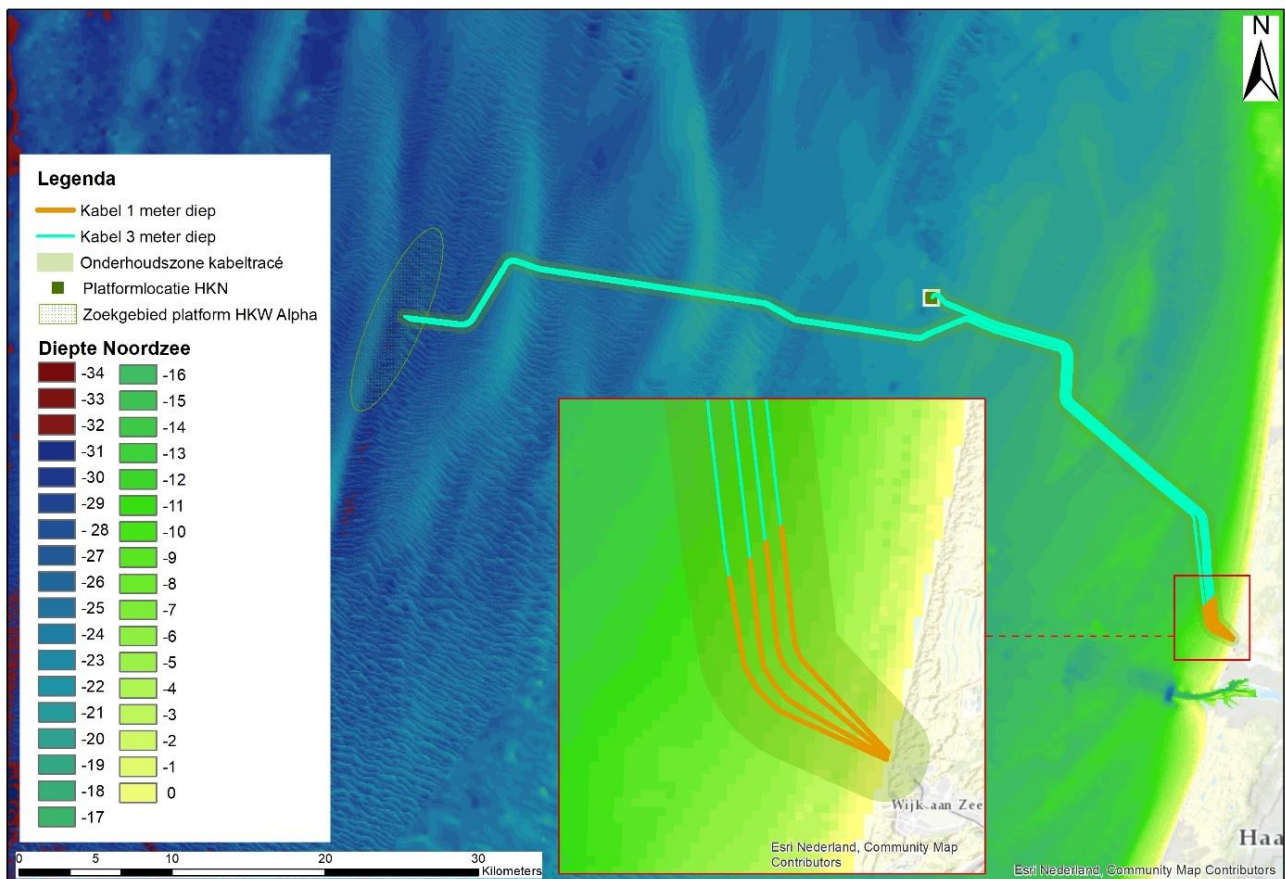 N
Legenda
Kabel 1 meter diep
Kabel 3 meter diep
Onderhoudszone kabeltracé
Platformlocatie HKN
Zoekgebied platform HKW Alpha
Diepte Noordzee
-34
-33
-32
-31
-30
-29
- 28
-27
-26
-25
-24
-23
-22
-21
-20
-19
-18
-17
-16
-15
-14
-13
-12
-11
-10
-9
-8
-7
-6
-5
-4
-3
-2
-1
0
0 5 10 20 30
Kilometers
Wijk aan Zee
Esri Nederland, Community Map
Contributors
Haa
Esri Nederland, Community Map Contributors